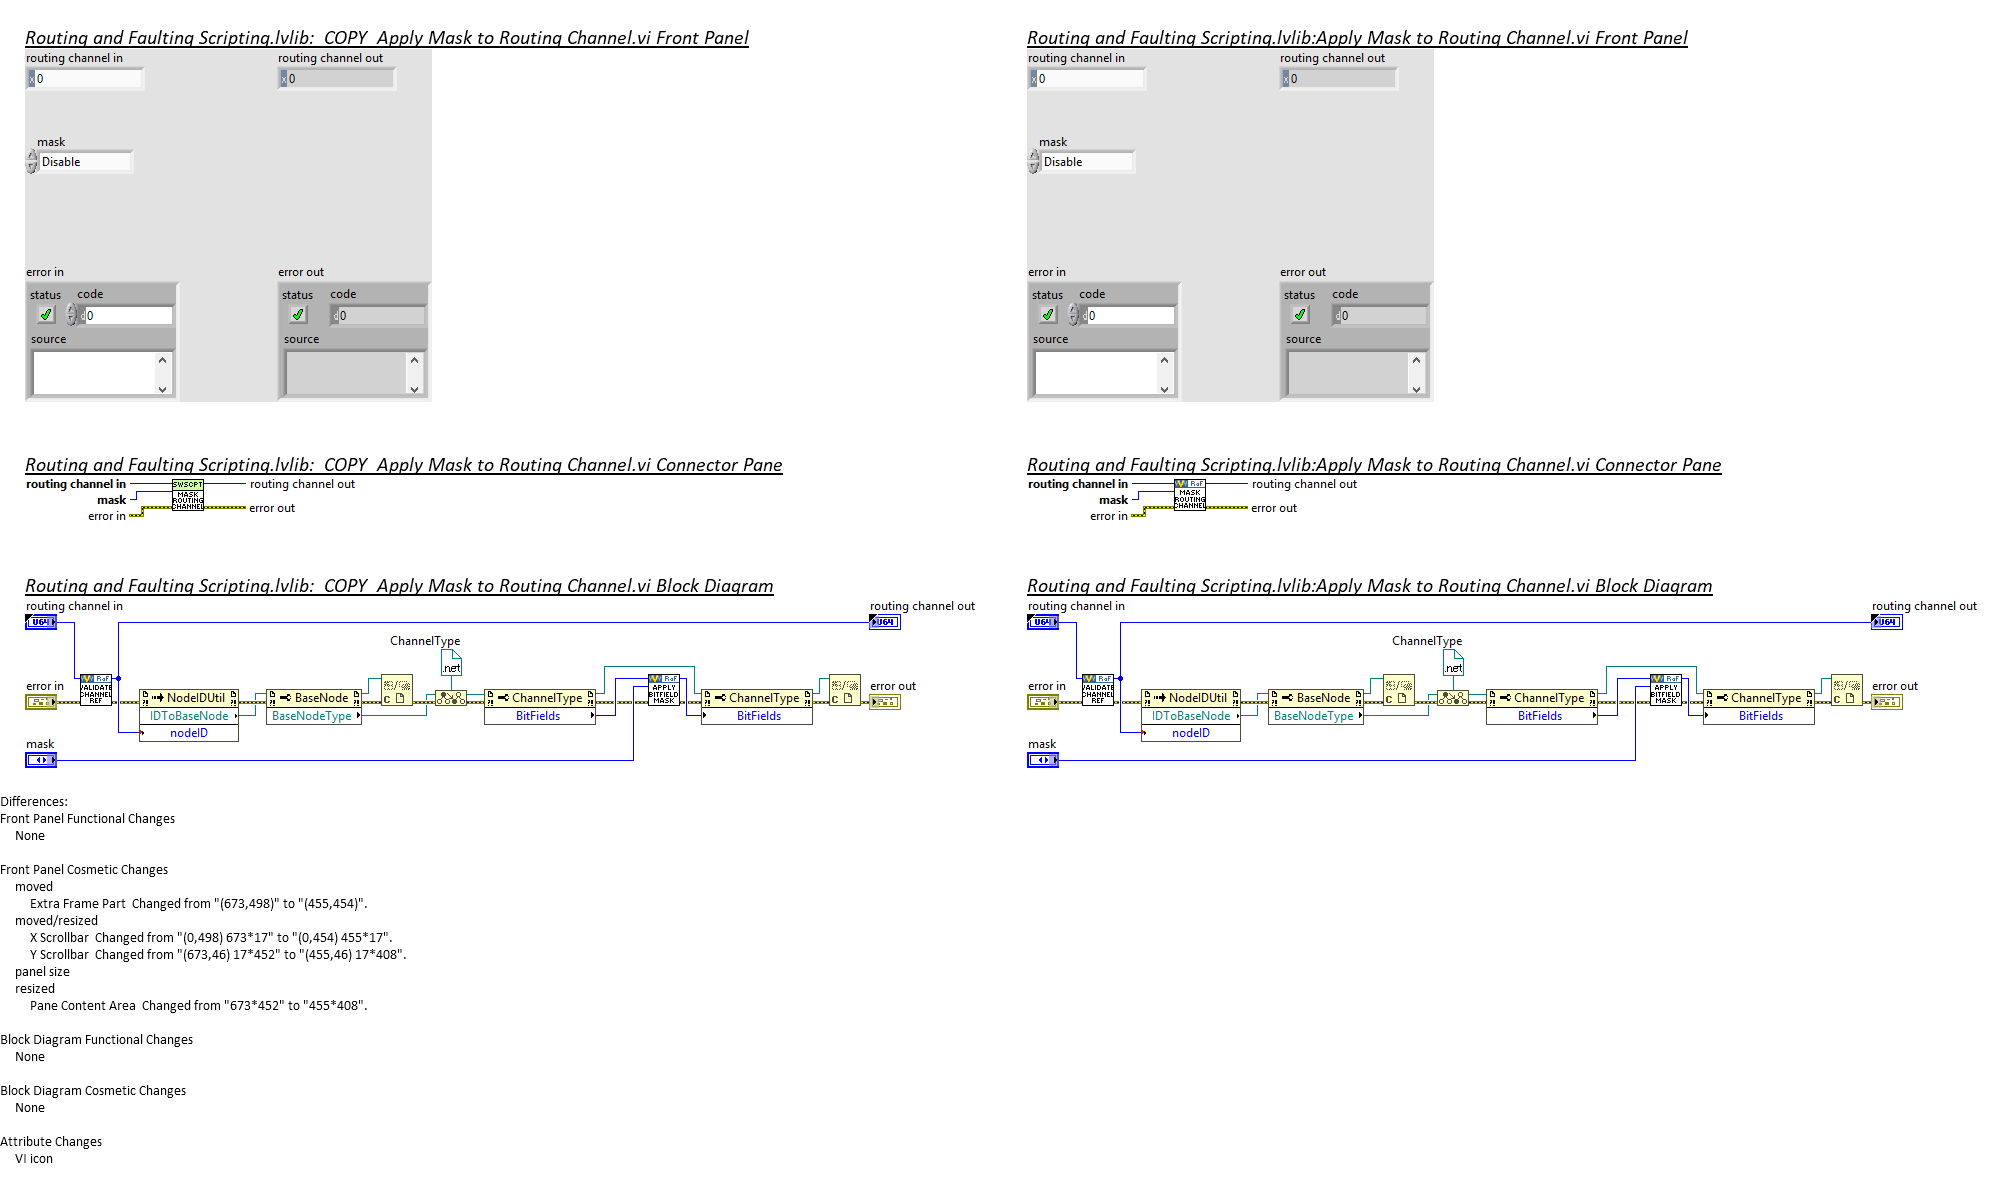 Routing and Faulting Scripting.lvlib:  COPY  Apply Mask to Routing Channel.vi Front Panel
routing channel in
x 0
routing channel out
x 0
mask
Disable
error in
status
code
d 0
source
error out
status
code
d 0
source
Routing and Faulting Scripting.lvlib:Apply Mask to Routing Channel.vi Front Panel
routing channel in
x 0
routing channel out
x 0
mask
Disable
error in
status
code
d 0
source
error out
status
code
d 0
source
Routing and Faulting Scripting.lvlib:  COPY  Apply Mask to Routing Channel.vi Connector Pane
routing channel in
mask
error in
SWSCPT
MASK
ROUTING
CHANNEL
routing channel out
error out
Routing and Faulting Scripting.lvlib:Apply Mask to Routing Channel.vi Connector Pane
routing channel in
mask
error in
Ref
MASK
ROUTING
CHANNEL
routing channel out
error out
Routing and Faulting Scripting.lvlib:  COPY  Apply Mask to Routing Channel.vi Block Diagram
routing channel in
U64
routing channel out
U64
ChannelType
.net
error in
Ref
VALIDATE
CHANNEL
REF
NodeIDUtil
IDToBaseNode
nodeID
BaseNode
BaseNodeType
C
ChannelType
BitFields
Ref
APPLY
BITFIELD
MASK
ChannelType
BitFields
C
error out
mask
Routing and Faulting Scripting.lvlib:Apply Mask to Routing Channel.vi Block Diagram
routing channel in
U64
routing channel out
U64
ChannelType
.net
error in
Ref
VALIDATE
CHANNEL
REF
NodeIDUtil
IDToBaseNode
nodeID
BaseNode
BaseNodeType
C
ChannelType
BitFields
Ref
APPLY
BITFIELD
MASK
ChannelType
BitFields
C
error out
mask
Differences:
Front Panel Functional Changes
None
Front Panel Cosmetic Changes
moved
Extra Frame Part  Changed from "(673,498)" to "(455,454)".
moved/resized
X Scrollbar  Changed from "(0,498) 673*17" to "(0,454) 455*17".
Y Scrollbar  Changed from "(673,46) 17*452" to "(455,46) 17*408".
panel size
resized
Pane Content Area  Changed from "673*452" to "455*408".
Block Diagram Functional Changes
None
Block Diagram Cosmetic Changes
None
Attribute Changes
VI icon